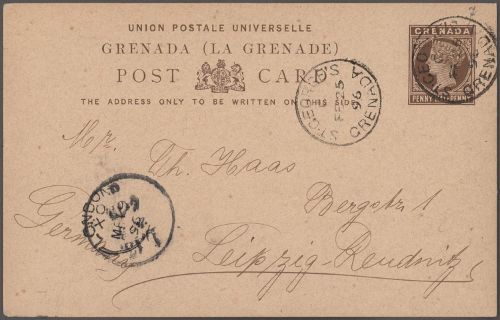 UNION POSTALE UNIVERSELLE
GRENADA (LA GRENADE)
POST CARD
THE ADDRESS ONLY TO BE WRITTEN ON THIS SIDE
GRENADA
PENNY
ST. GEORGE'S
FE 25
96
GRENADA
Mr. Th. Haas
Bergstr 1
Leipzig-Reudnitz
Germany
LONDON